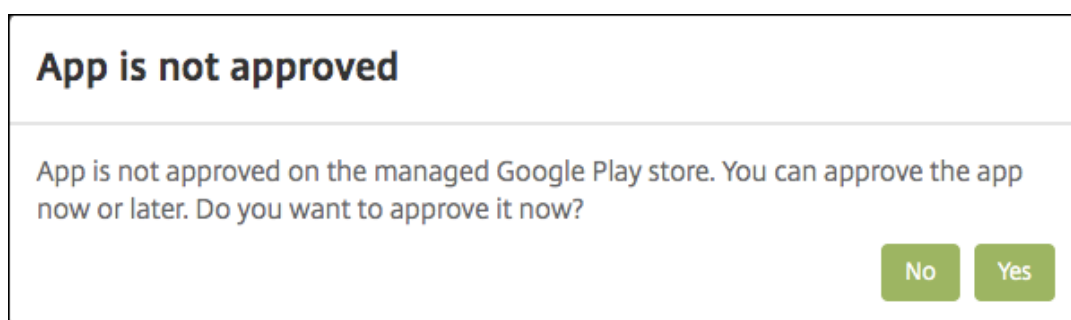 App is not approved
App is not approved on the managed Google Play store. You can approve the app
now or later. Do you want to approve it now?
No Yes